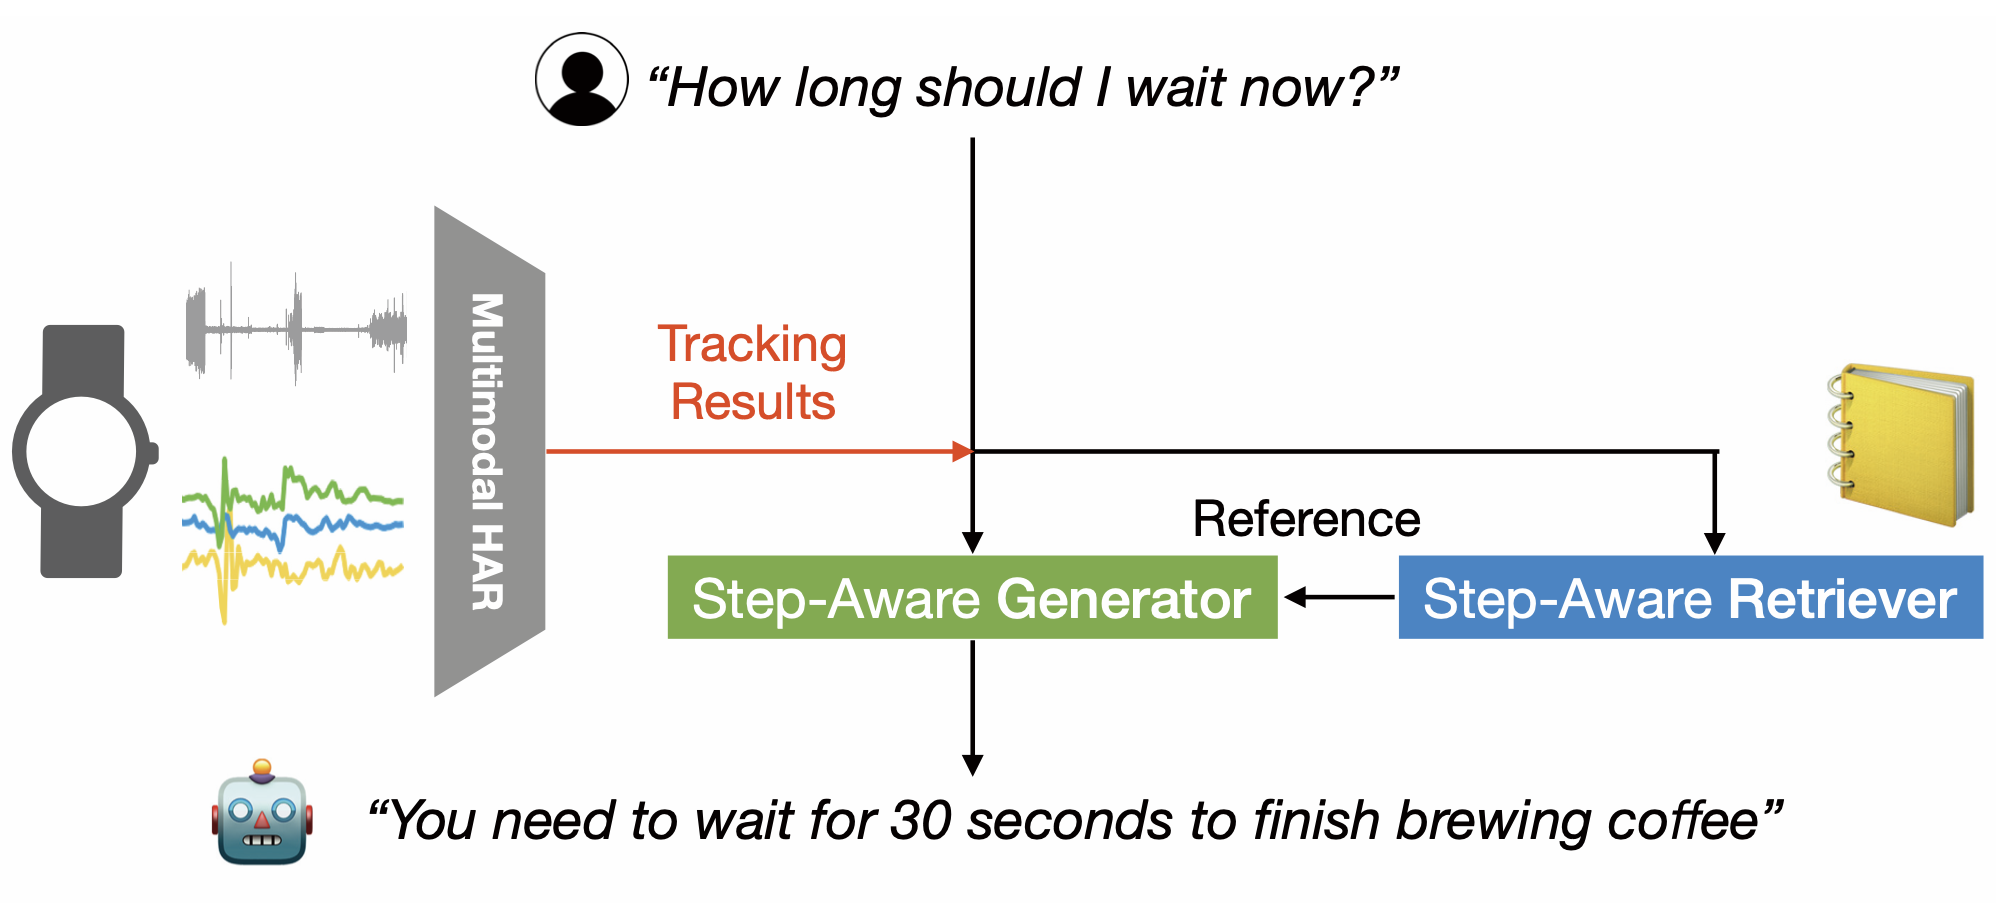 “How long should I wait now?”
Multimodal HAR
Tracking
Results
Reference
Step-Aware Generator
Step-Aware Retriever
“You need to wait for 30 seconds to finish brewing coffee”